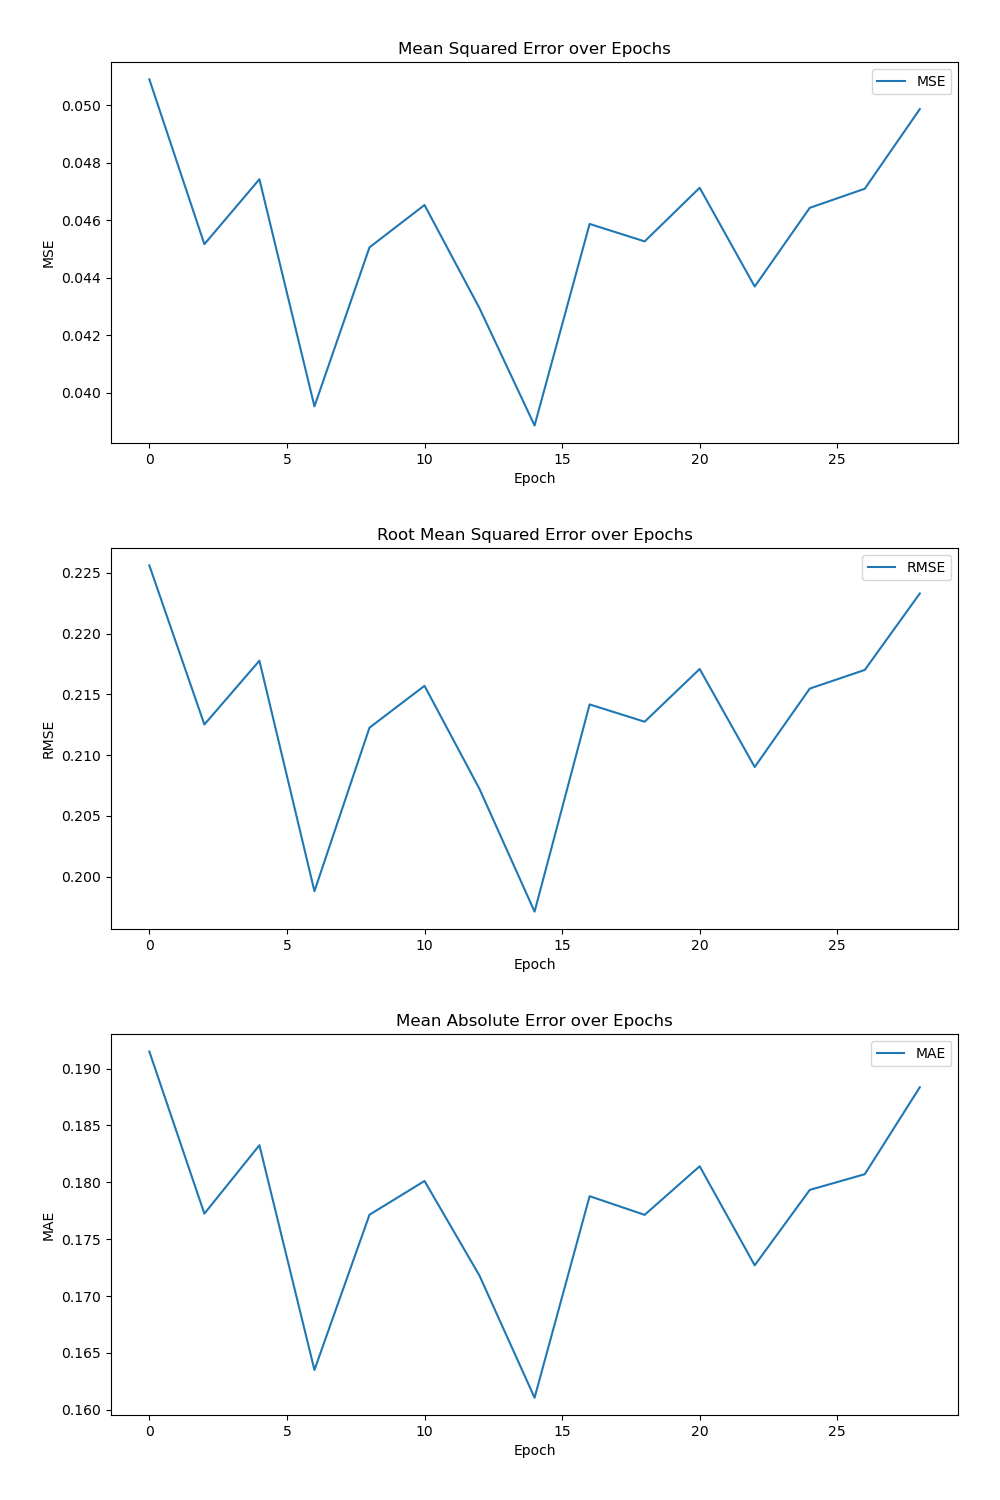 Mean Squared Error over Epochs
MSE
0.050
0.048
0.046
0.044
0.042
0.040
MSE
0 5 10 15 20 25
Epoch
Root Mean Squared Error over Epochs
RMSE
0.225
0.220
0.215
0.210
0.205
0.200
RMSE
0 5 10 15 20 25
Epoch
Mean Absolute Error over Epochs
MAE
0.190
0.185
0.180
0.175
0.170
0.165
0.160
MAE
0 5 10 15 20 25
Epoch